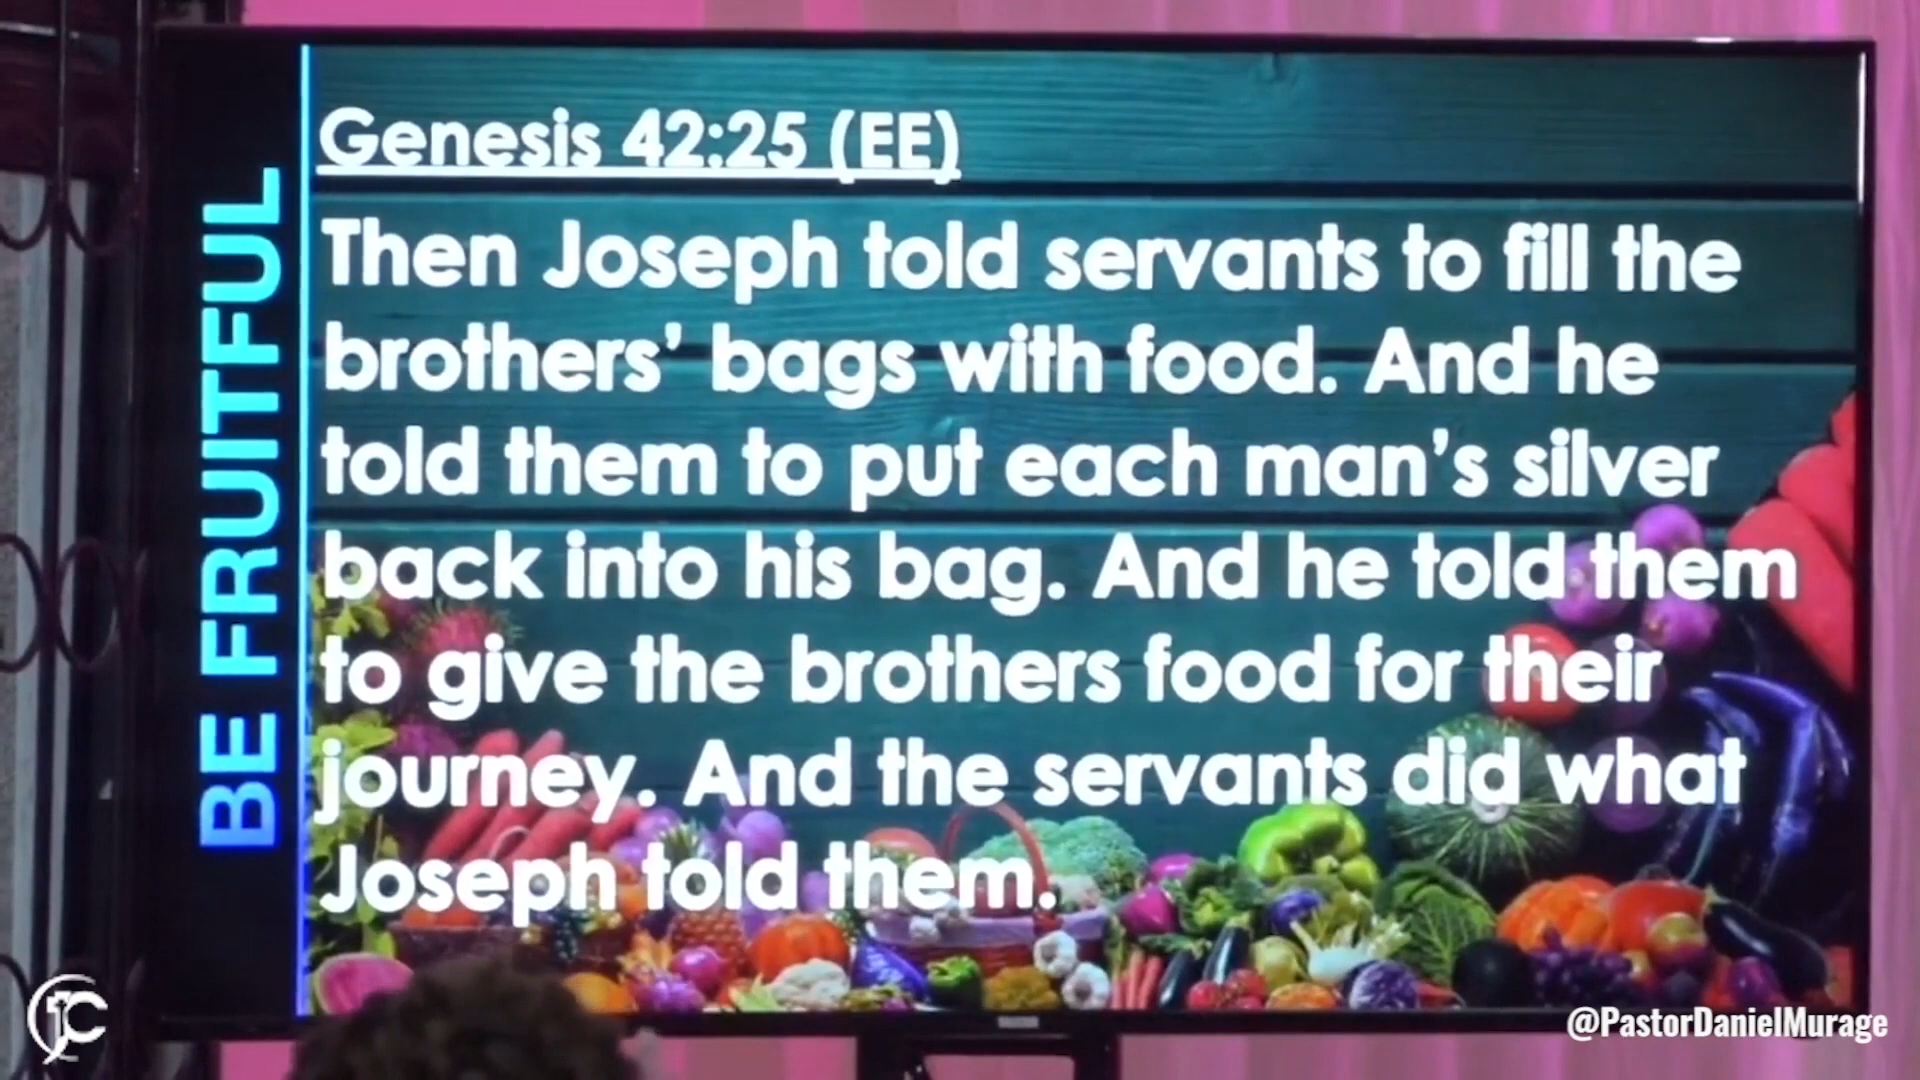 BE FRUITFUL
Genesis 42:25 (EE)
Then Joseph told servants to fill the
brothers’ bags with food. And he
told them to put each man’s silver
back into his bag. And he told them
to give the brothers food for their
journey. And the servants did what
Joseph told them.
@PastorDanielMurage